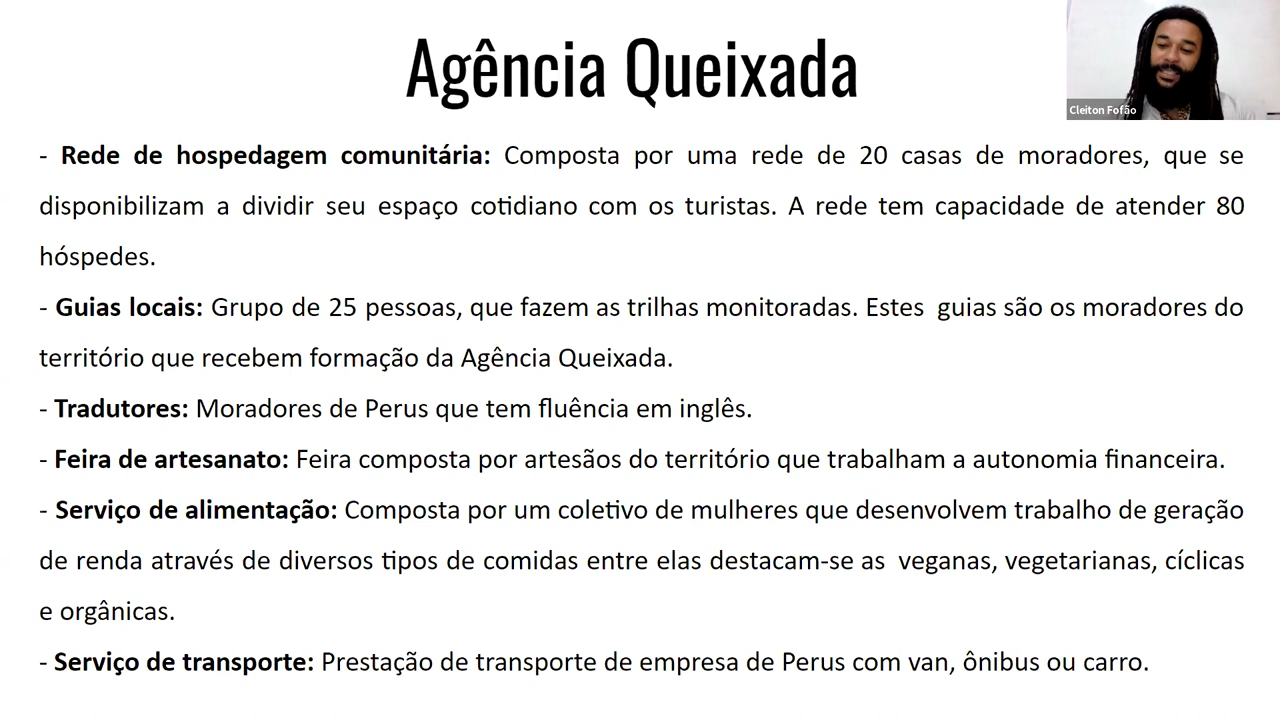 Agência Queixada
Cleiton Fofão
- Rede de hospedagem comunitária: Composta por uma rede de 20 casas de moradores, que se
disponibilizam a dividir seu espaço cotidiano com os turistas. A rede tem capacidade de atender 80
hóspedes.
- Guias locais: Grupo de 25 pessoas, que fazem as trilhas monitoradas. Estes guias são os moradores do
território que recebem formação da Agência Queixada.
- Tradutores: Moradores de Perus que tem fluência em inglês.
- Feira de artesanato: Feira composta por artesãos do território que trabalham a autonomia financeira.
- Serviço de alimentação: Composta por um coletivo de mulheres que desenvolvem trabalho de geração
de renda através de diversos tipos de comidas entre elas destacam-se as veganas, vegetarianas, cíclicas
e orgânicas.
- Serviço de transporte: Prestação de transporte de empresa de Perus com van, ônibus ou carro.